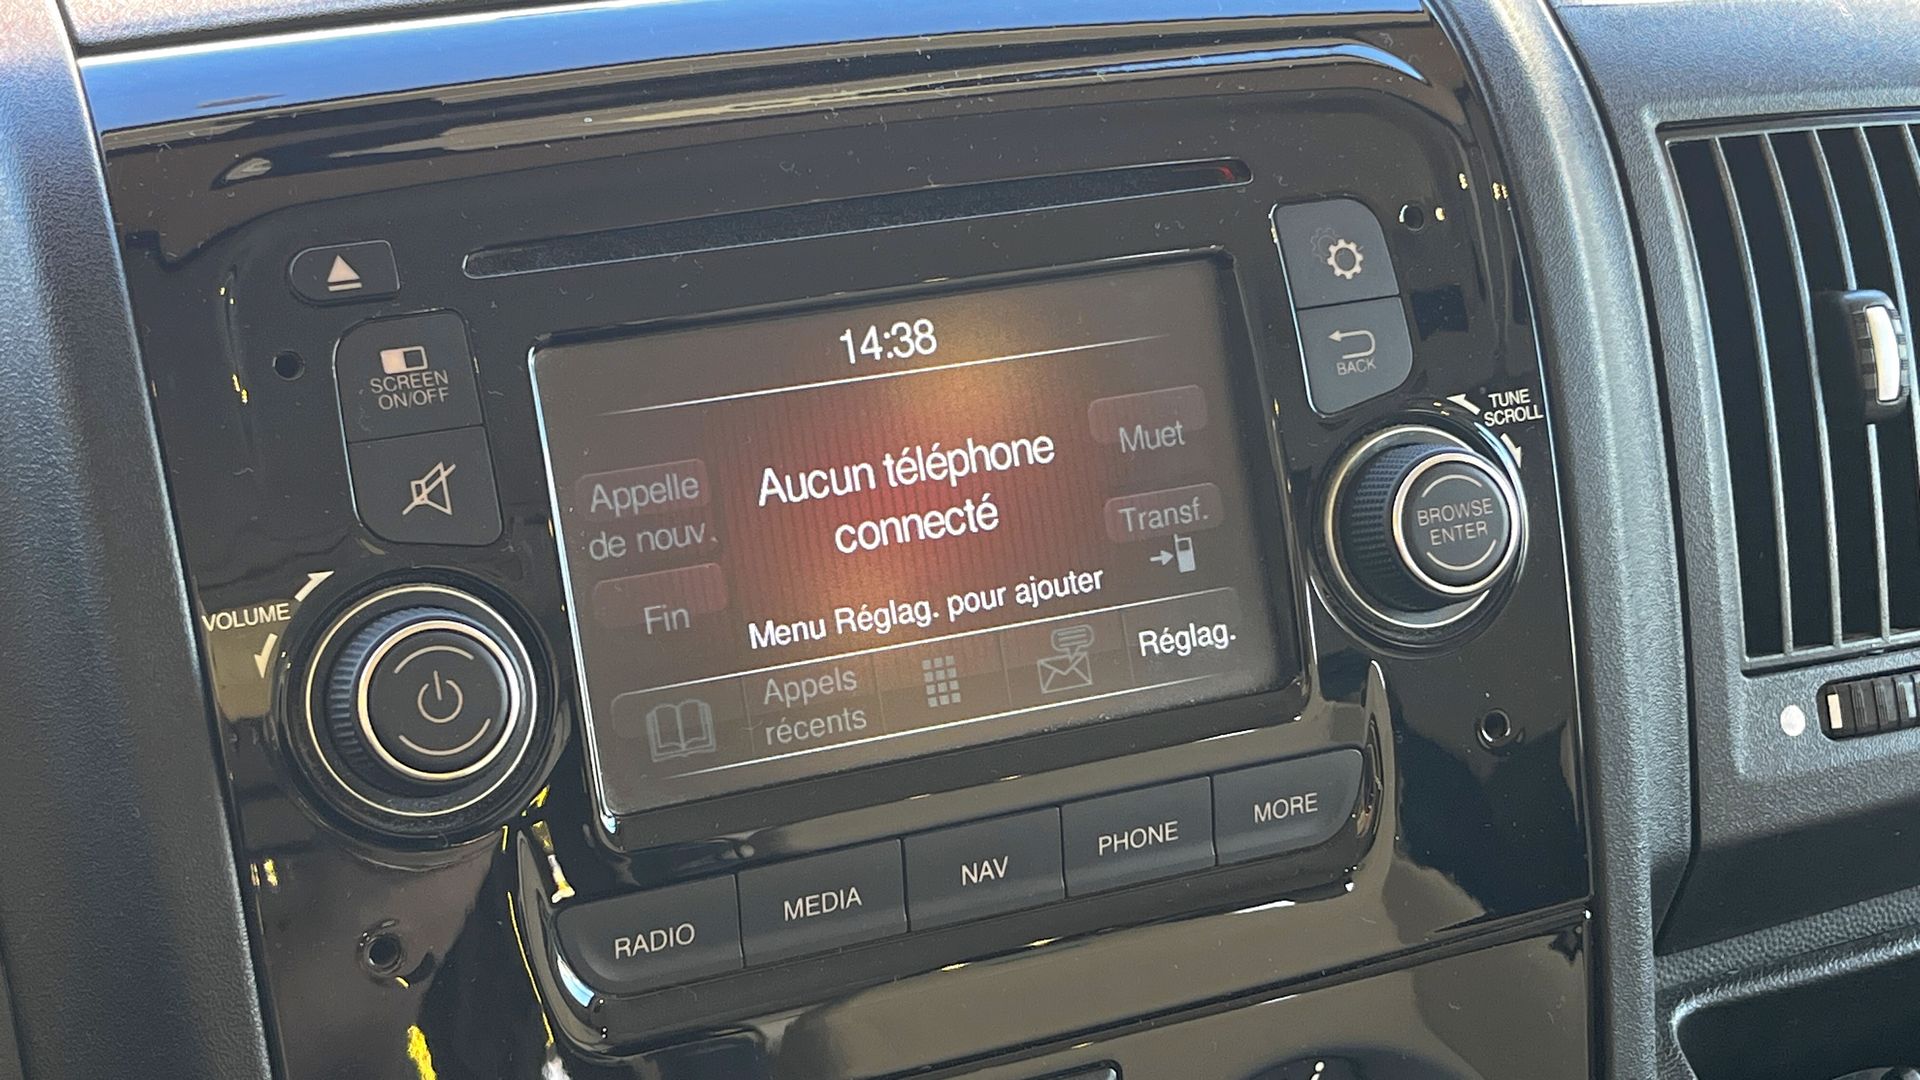 14:38
Aucun téléphone
connecté
Menu Réglag. pour ajouter
Appelle
de nouv.
Fin
Muet
Transf.
Appels
récents
Réglag.
SCREEN
ON/OFF
VOLUME
BACK
TUNE
SCROLL
BROWSE
ENTER
RADIO
MEDIA
NAV
PHONE
MORE